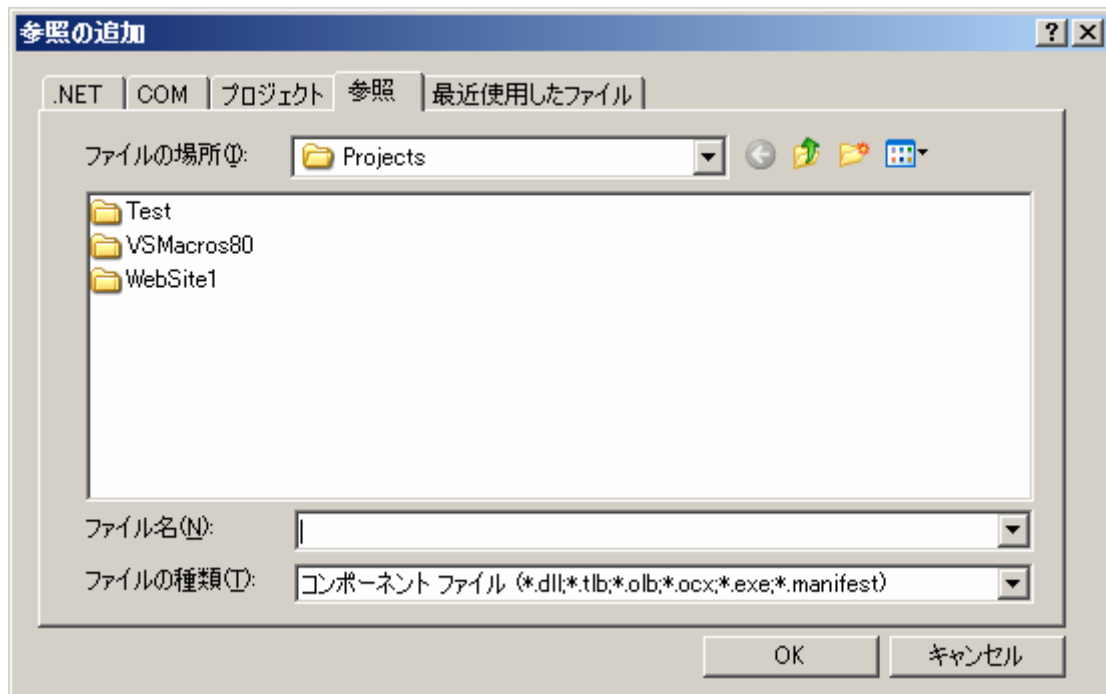 参照の追加
.NET COM プロジェクト 参照 最近使用したファイル
ファイルの場所(I): Projects
Test
VSMacros80
WebSite1
ファイル名(N):
ファイルの種類(T): コンポーネント ファイル (*.dll;*.tlb;*.olb;*.ocx;*.exe;*.manifest)
OK キャンセル